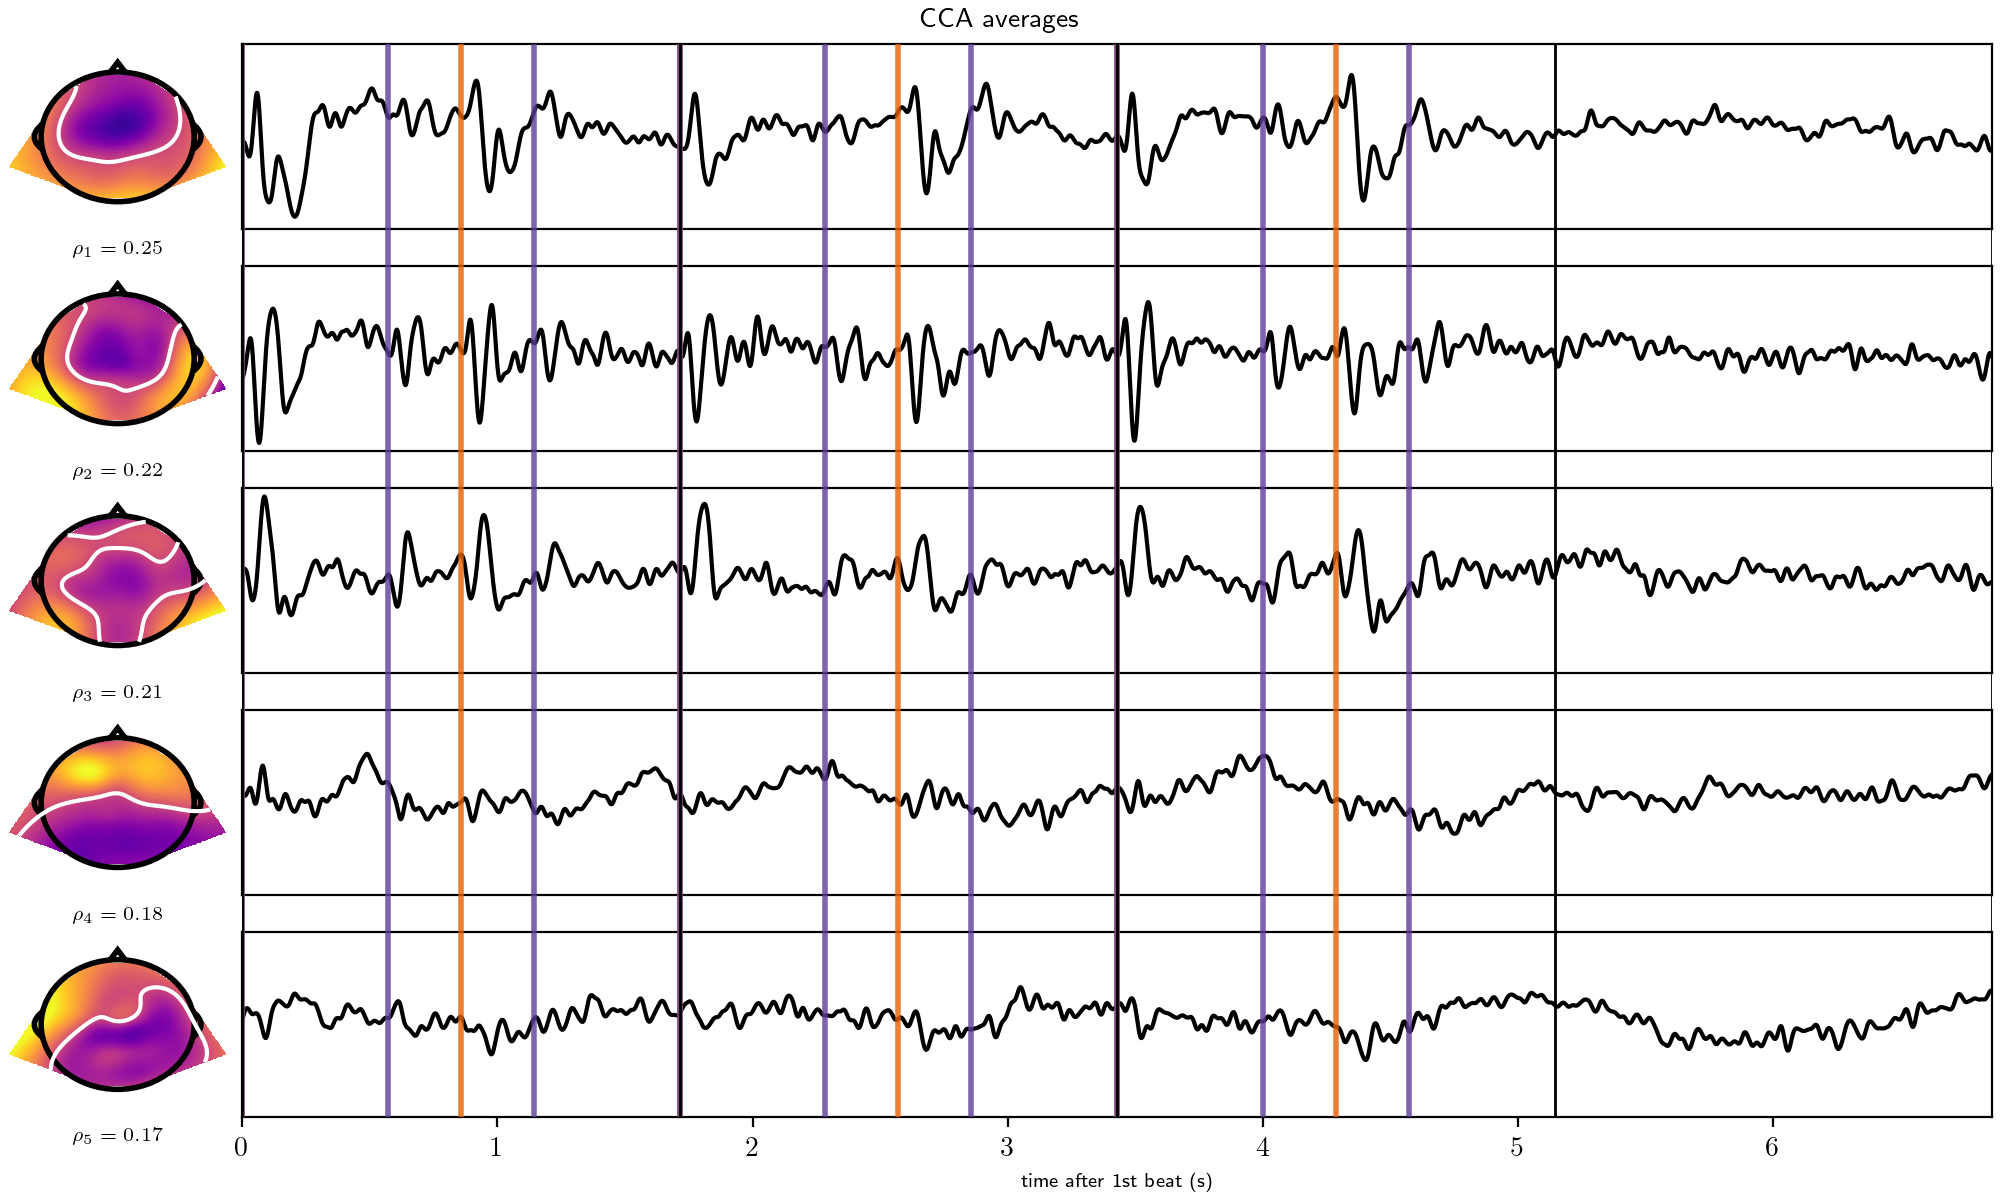 CCA averages
ρ₁ = 0.25
ρ₂ = 0.22
ρ₃ = 0.21
ρ₄ = 0.18
ρ₅ = 0.17
0 1 2 3 4 5 6
time after 1st beat (s)